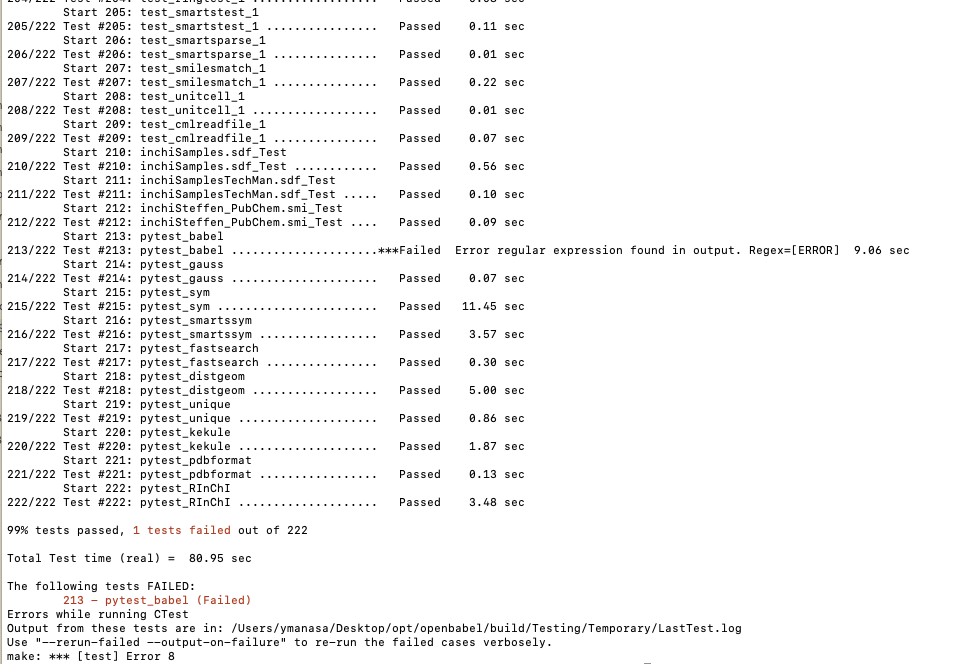 Start 205: test_smartstest_1
205/222 Test #205: test_smartstest_1 ................   Passed    0.11 sec
        Start 206: test_smartsparse_1
206/222 Test #206: test_smartsparse_1 ...............   Passed    0.01 sec
        Start 207: test_smilesmatch_1
207/222 Test #207: test_smilesmatch_1 ...............   Passed    0.22 sec
        Start 208: test_unitcell_1
208/222 Test #208: test_unitcell_1 ..................   Passed    0.01 sec
        Start 209: test_cmlreadfile_1
209/222 Test #209: test_cmlreadfile_1 ...............   Passed    0.07 sec
        Start 210: inchiSamples.sdf_Test
210/222 Test #210: inchiSamples.sdf_Test ............   Passed    0.56 sec
        Start 211: inchiSamplesTechMan.sdf_Test
211/222 Test #211: inchiSamplesTechMan.sdf_Test .....   Passed    0.10 sec
        Start 212: inchiSteffen_PubChem.smi_Test
212/222 Test #212: inchiSteffen_PubChem.smi_Test ....   Passed    0.09 sec
        Start 213: pytest_babel
213/222 Test #213: pytest_babel .....................***Failed  Error regular expression found in output. Regex=[ERROR]  9.06 sec
        Start 214: pytest_gauss
214/222 Test #214: pytest_gauss .....................   Passed    0.07 sec
        Start 215: pytest_sym
215/222 Test #215: pytest_sym .......................   Passed   11.45 sec
        Start 216: pytest_smartssym
216/222 Test #216: pytest_smartssym .................   Passed    3.57 sec
        Start 217: pytest_fastsearch
217/222 Test #217: pytest_fastsearch ................   Passed    0.30 sec
        Start 218: pytest_distgeom
218/222 Test #218: pytest_distgeom ..................   Passed    5.00 sec
        Start 219: pytest_unique
219/222 Test #219: pytest_unique ....................   Passed    0.86 sec
        Start 220: pytest_kekule
220/222 Test #220: pytest_kekule ....................   Passed    1.87 sec
        Start 221: pytest_pdbformat
221/222 Test #221: pytest_pdbformat .................   Passed    0.13 sec
        Start 222: pytest_RInChI
222/222 Test #222: pytest_RInChI ....................   Passed    3.48 sec
99% tests passed, 1 tests failed out of 222
Total Test time (real) =  80.95 sec
The following tests FAILED:
        213 - pytest_babel (Failed)
Errors while running CTest
Output from these tests are in: /Users/ymanasa/Desktop/opt/openbabel/build/Testing/Temporary/LastTest.log
Use "--rerun-failed --output-on-failure" to re-run the failed cases verbosely.
make: *** [test] Error 8